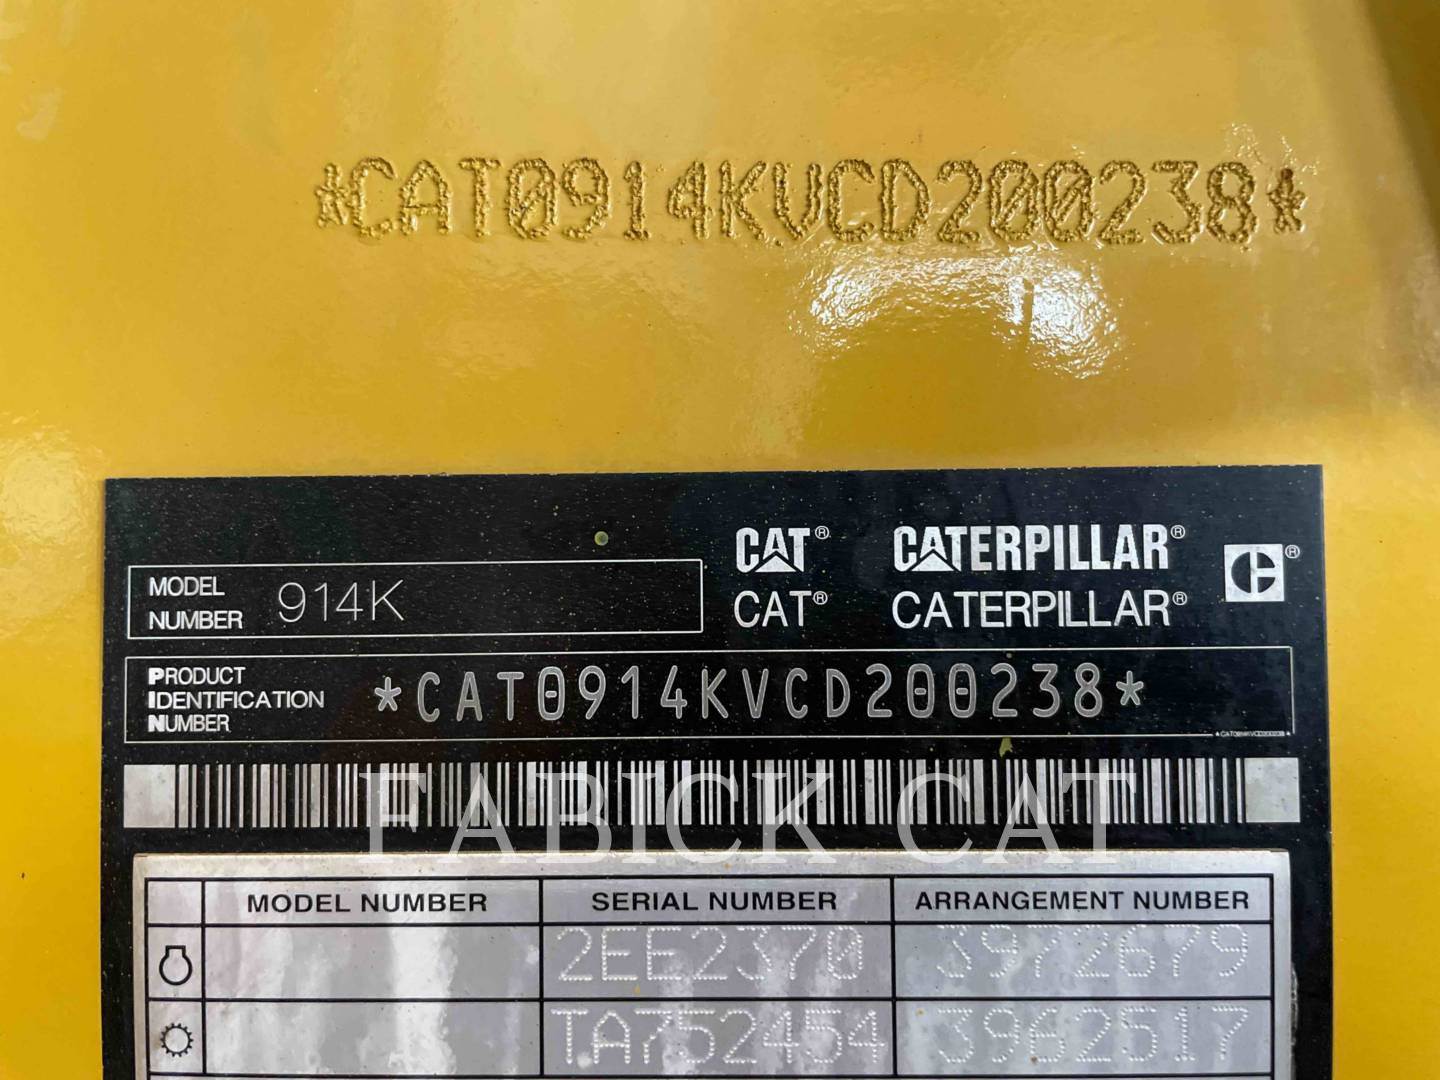 *CAT0914KVCD200238*
CAT® CATERPILLAR®
MODEL NUMBER 914K
CAT® CATERPILLAR®
PRODUCT IDENTIFICATION NUMBER *CAT0914KVCD200238*
*CAT0914KVCD200238*
FABICK CAT
MODEL NUMBER SERIAL NUMBER ARRANGEMENT NUMBER
2EE2370 3972679
TA752454 3962517